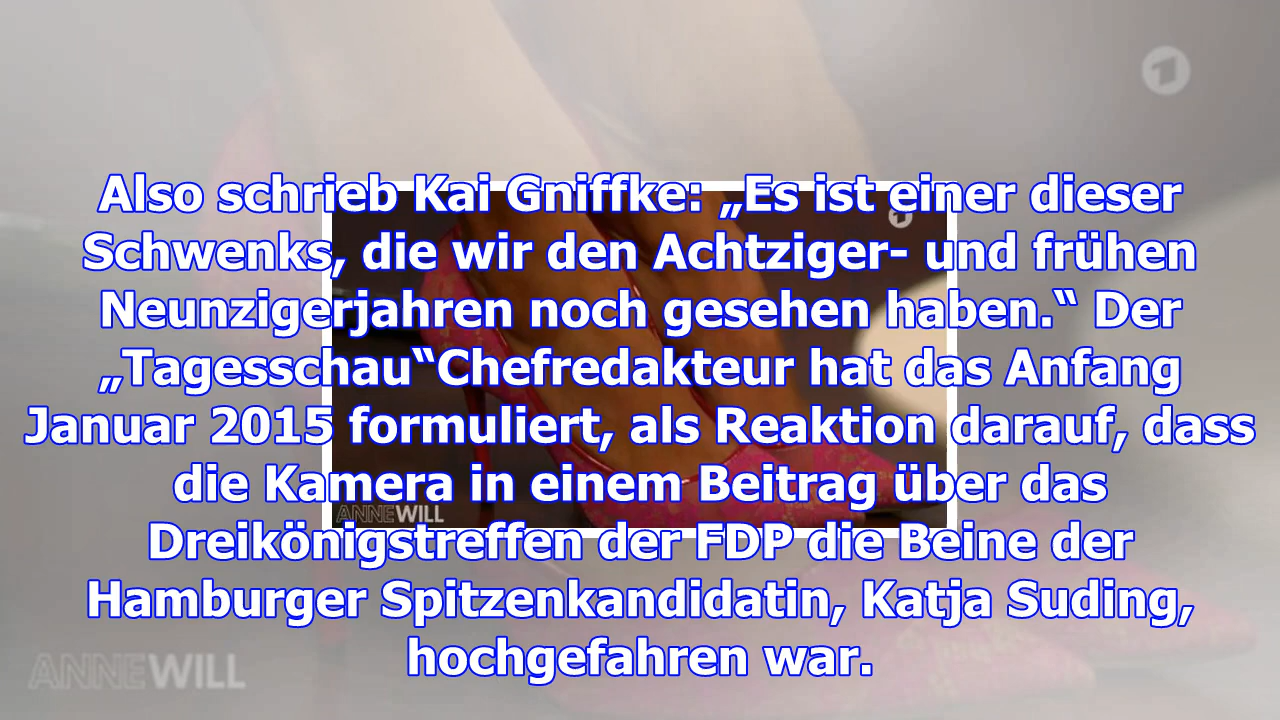 Also schrieb Kai Gniffke: „Es ist einer dieser
Schwenks, die wir den Achtziger- und frühen
Neunzigerjahren noch gesehen haben.“ Der
„Tagesschau“Chefredakteur hat das Anfang
Januar 2015 formuliert, als Reaktion darauf, dass
die Kamera in einem Beitrag über das
Dreikönigstreffen der FDP die Beine der
Hamburger Spitzenkandidatin, Katja Suding,
hochgefahren war.
ANNEWILL
ANNEWILL
1
1